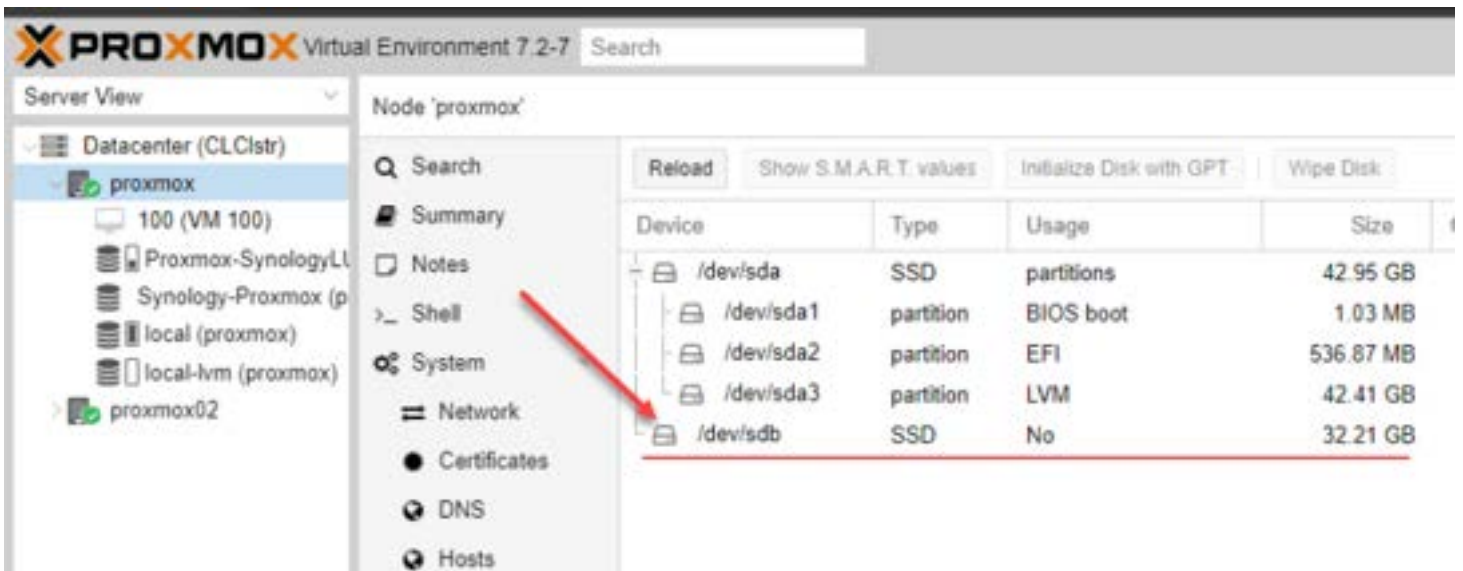 PROXMOX Virtual Environment 7.2-7 Search
Server View
Node 'proxmox'
Datacenter (CLClstr)
proxmox
100 (VM 100)
Proxmox-SynologyLU
Synology-Proxmox (p
local (proxmox)
local-lvm (proxmox)
proxmox02
Search
Summary
Notes
>_ Shell
System
Network
Certificates
DNS
Hosts
Reload Show S.M.A.R.T. values Initialize Disk with GPT Wipe Disk
Device Type Usage Size
/dev/sda SSD partitions 42.95 GB
/dev/sda1 partition BIOS boot 1.03 MB
/dev/sda2 partition EFI 536.87 MB
/dev/sda3 partition LVM 42.41 GB
/dev/sdb SSD No 32.21 GB